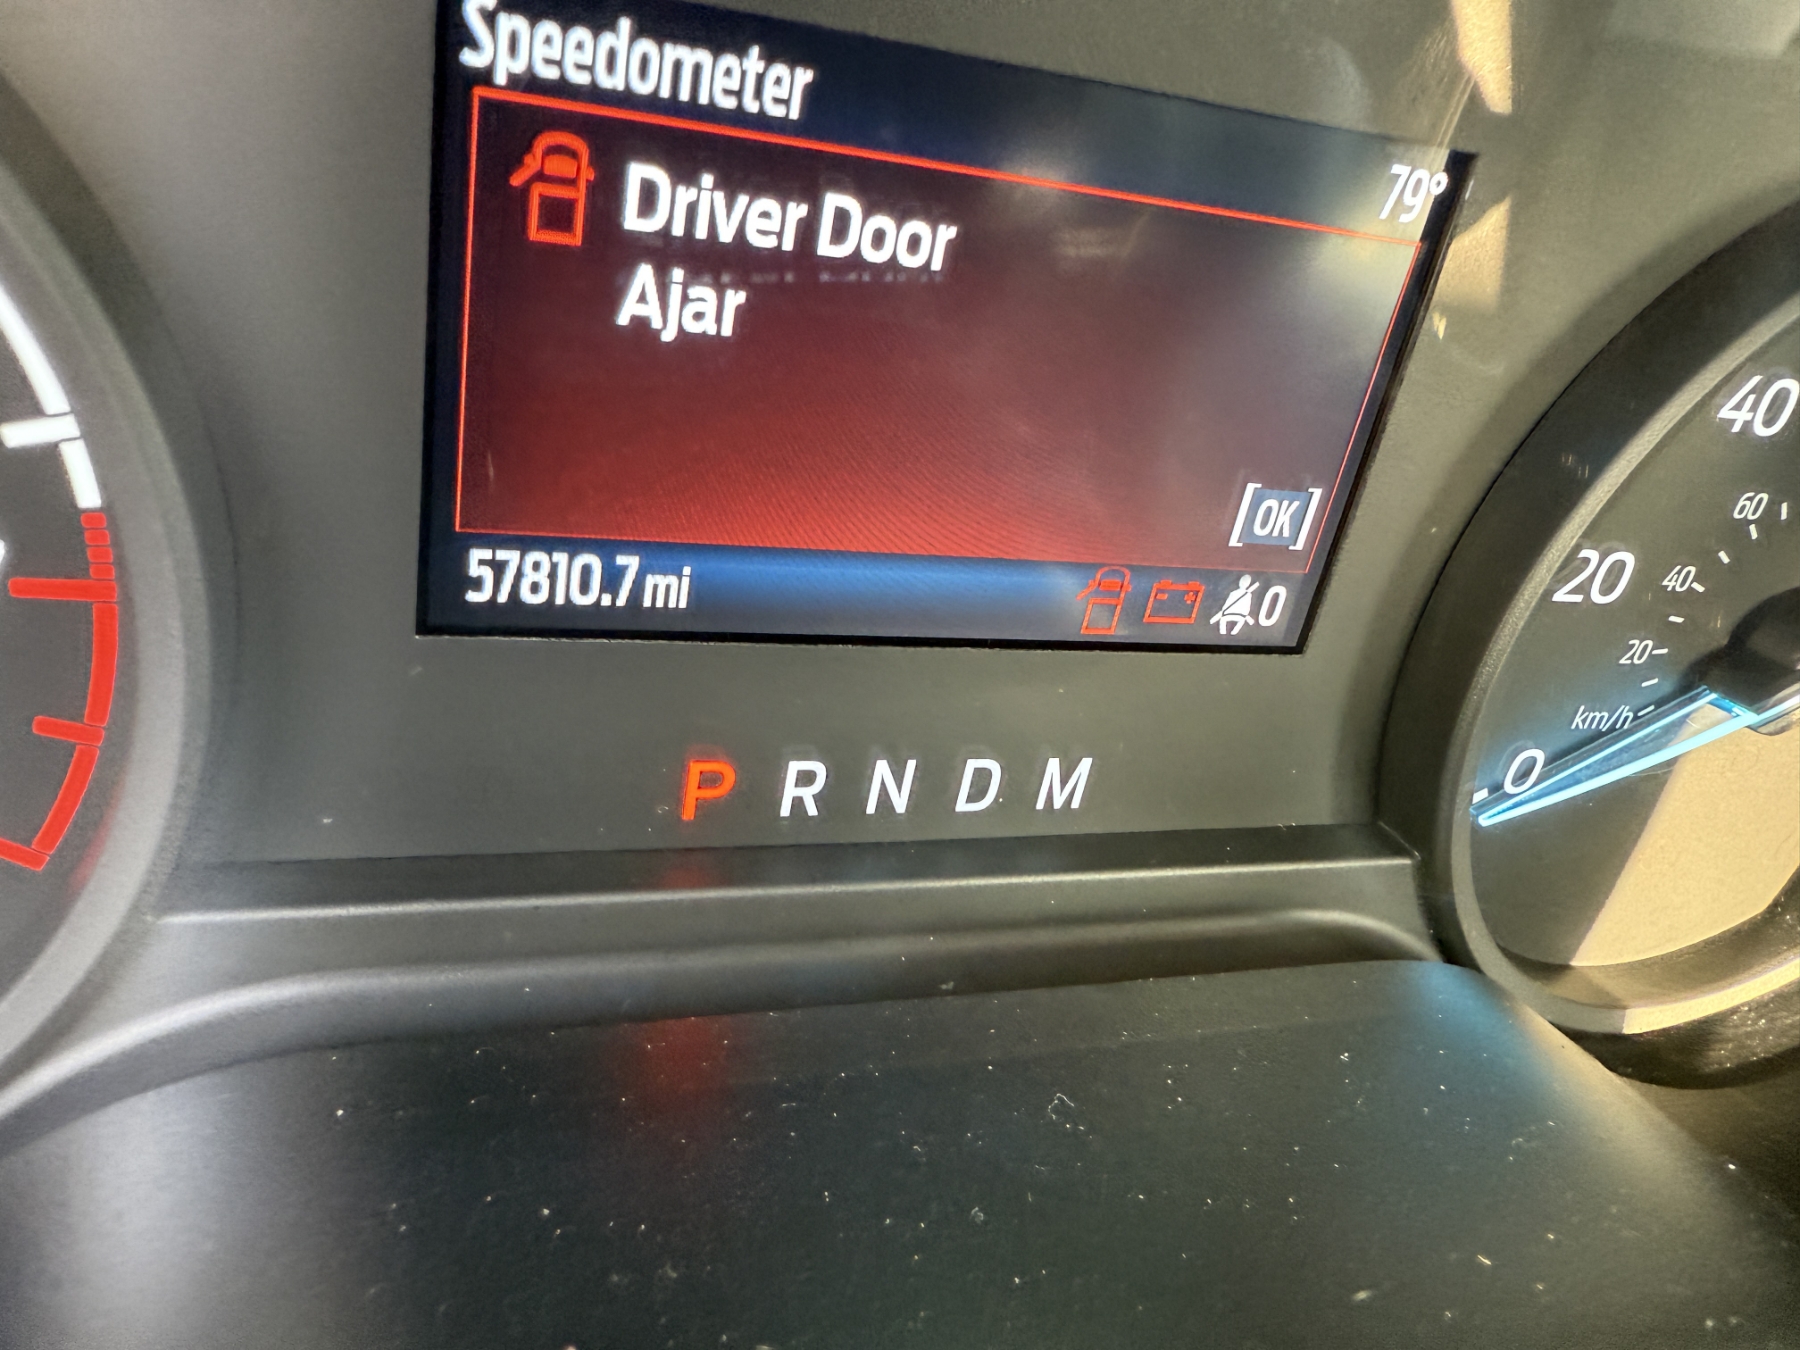 Speedometer
79°
Driver Door
Ajar
[OK]
57810.7 mi
0
P R N D M
40
60
20
40
20
km/h
0